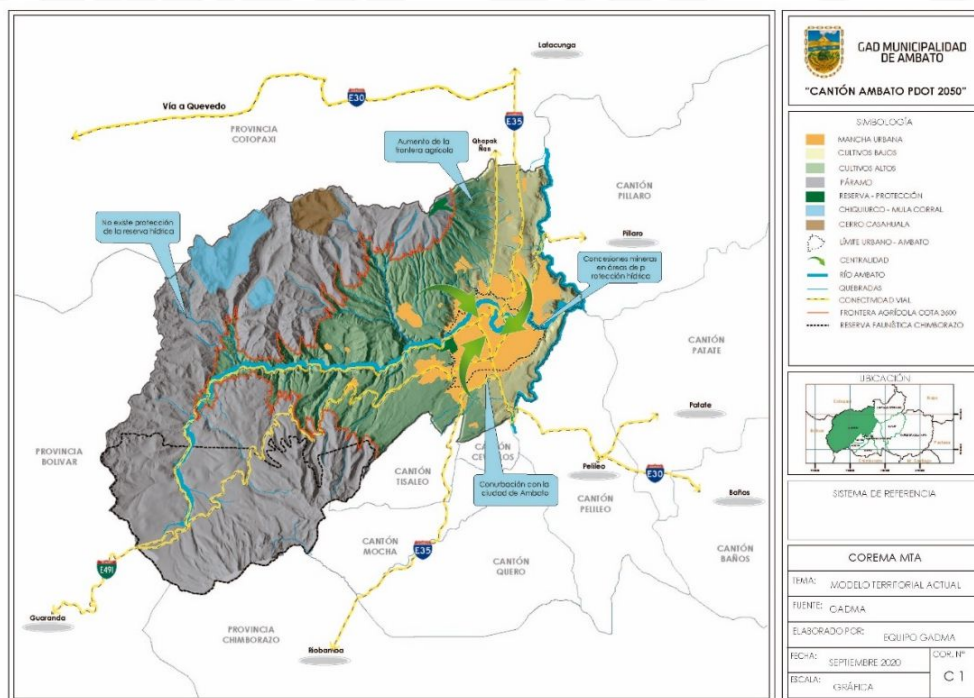 Latacunga
Vía a Quevedo
E30
E35
PROVINCIA
COTOPAXI
Aumento de la
frontera agrícola
Qhapak
Ñan
CANTÓN
PILLARO
No existe protección
de la reserva hídrica
Píllaro
Concesiones mineras
en áreas de p
rotección hídrica
CANTÓN
PATATE
Patate
PROVINCIA
BOLIVAR
CANTÓN
CEVALLOS
CANTÓN
TISALEO
Pelileo
E30
Conurbación con la
ciudad de Ambato
Baños
CANTÓN
PELILEO
CANTÓN
MOCHA
E35
CANTÓN
QUERO
CANTÓN
BAÑOS
E491
Guaranda
PROVINCIA
CHIMBORAZO
Riobamba
GAD MUNICIPALIDAD
DE AMBATO
"CANTÓN AMBATO PDOT 2050"
SIMBOLOGÍA
MANCHA URBANA
CULTIVOS BAJOS
CULTIVOS ALTOS
PÁRAMO
RESERVA - PROTECCIÓN
CHIQUIURCO - MULA CORRAL
CERRO CASAHUALA
LÍMITE URBANO - AMBATO
CENTRALIDAD
RÍO AMBATO
QUEBRADAS
CONECTIVIDAD VIAL
FRONTERA AGRÍCOLA COTA 3600
RESERVA FAUNÍSTICA CHIMBORAZO
UBICACIÓN
SISTEMA DE REFERENCIA
COREMA MTA
TEMA: MODELO TERRITORIAL ACTUAL
FUENTE: GADMA
ELABORADO POR: EQUIPO GADMA
FECHA: SEPTIEMBRE 2020
COR. Nº
C 1
ESCALA: GRÁFICA